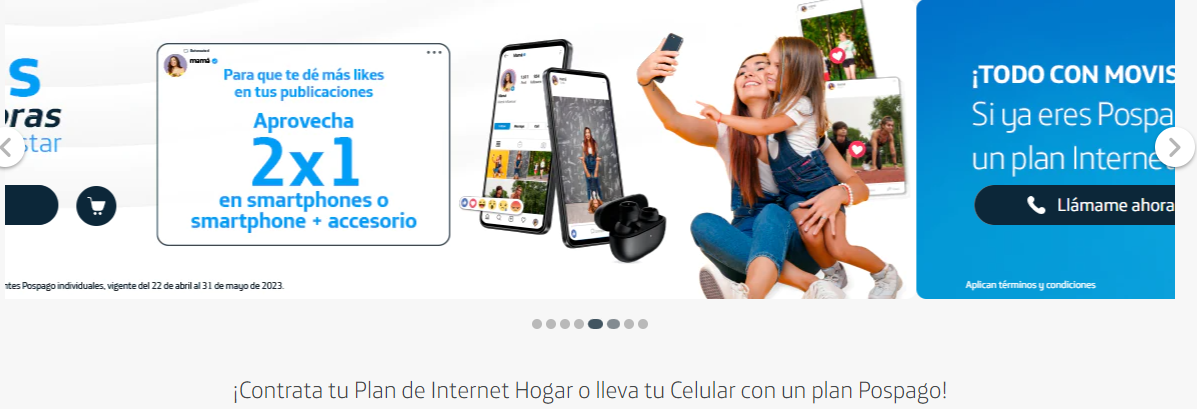 s
oras
star
mamá
Para que te dé más likes
en tus publicaciones
Aprovecha
2x1
en smartphones o
smartphone + accesorio
ntes Pospago individuales, vigente del 22 de abril al 31 de mayo de 2023.
¡TODO CON MOVIS
Si ya eres Pospa
un plan Internet
Llámame ahora
Aplican términos y condiciones
¡Contrata tu Plan de Internet Hogar o lleva tu Celular con un plan Pospago!